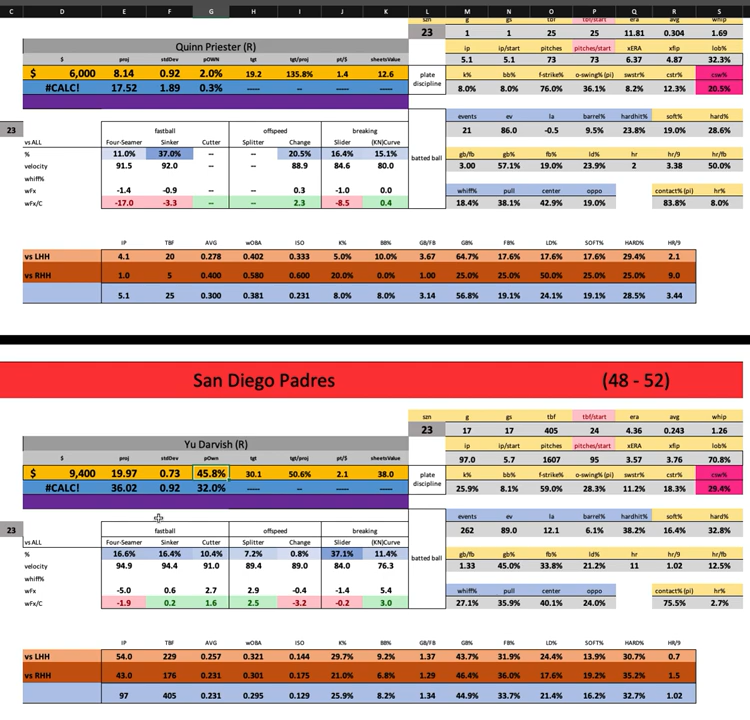 C D E F G H I J K L M N O P Q R S
szn g gs tbf tbf/start era avg whip
23 1 1 25 25 11.81 0.304 1.69
Quinn Priester (R) ip ip/start pitches pitches/start xERA xfip lob%
$ proj stdDev pOWN tgt tgt/proj pt/$ sheetsValue 5.1 5.1 73 73 6.37 4.87 32.3%
$ 6,000 8.14 0.92 2.0% 19.2 135.8% 1.4 12.6 plate discipline k% bb% f-strike% o-swing% (pi) swstr% cstr% csw%
#CALC! 17.52 1.89 0.3% ----- ---- -- ----- 8.0% 8.0% 76.0% 36.1% 8.2% 12.3% 20.5%
events ev la barrel% hardhit% soft% hard%
23 fastball offspeed breaking 21 86.0 -0.5 9.5% 23.8% 19.0% 28.6%
vs ALL Four-Seamer Sinker Cutter Splitter Change Slider (KN)Curve batted ball
% 11.0% 37.0% -- -- 20.5% 16.4% 15.1% gb/fb gb% fb% ld% hr hr/9 hr/fb
velocity 91.5 92.0 -- -- 88.9 84.6 80.0 3.00 57.1% 19.0% 23.9% 2 3.38 50.0%
whiff%
wFx -1.4 -0.9 -- -- 0.3 -1.0 0.0 whiff% pull center oppo contact% (pi) hr%
wFx/C -17.0 -3.3 -- -- 2.3 -8.5 0.4 18.4% 38.1% 42.9% 19.0% 83.8% 8.0%
IP TBF AVG wOBA ISO K% BB% GB/FB GB% FB% LD% SOFT% HARD% HR/9
vs LHH 4.1 20 0.278 0.402 0.333 5.0% 10.0% 3.67 64.7% 17.6% 17.6% 17.6% 29.4% 2.1
vs RHH 1.0 5 0.400 0.580 0.600 20.0% 0.0% 1.00 25.0% 25.0% 50.0% 25.0% 25.0% 9.0
5.1 25 0.300 0.381 0.231 8.0% 8.0% 3.14 56.8% 19.1% 24.1% 19.1% 28.5% 3.44
San Diego Padres (48 - 52)
szn g gs tbf tbf/start era avg whip
23 17 17 405 24 4.36 0.243 1.26
Yu Darvish (R) ip ip/start pitches pitches/start xERA xFIP lob%
$ proj stdDev pOwn tgt tgt/proj pt/$ sheetsValue 97.0 5.7 1607 95 3.57 3.76 70.8%
$ 9,400 19.97 0.73 45.8% 30.1 50.6% 2.1 38.0 plate discipline k% bb% f-strike% o-swing% (pi) swstr% cstr% csw%
#CALC! 36.02 0.92 32.0% ----- ---- -- ----- 25.9% 8.1% 59.0% 28.3% 11.2% 18.3% 29.4%
events ev la barrel% hardhit% soft% hard%
23 fastball offspeed breaking 262 89.0 12.1 6.1% 38.2% 16.4% 32.8%
vs ALL Four-Seamer Sinker Cutter Splitter Change Slider (KN)Curve batted ball
% 16.6% 16.4% 10.4% 7.2% 0.8% 37.1% 11.4% gb/fb gb% fb% ld% hr hr/9 hr/fb
velocity 94.9 94.4 91.0 89.4 89.0 84.0 76.3 1.33 45.0% 33.8% 21.2% 11 1.02 12.5%
whiff%
wFx -5.0 0.6 2.7 2.9 -0.4 -1.4 5.4 whiff% pull center oppo contact% (pi) hr%
wFx/C -1.9 0.2 1.6 2.5 -3.2 -0.2 3.0 27.1% 35.9% 40.1% 24.0% 75.5% 2.7%
IP TBF AVG wOBA ISO K% BB% GB/FB GB% FB% LD% SOFT% HARD% HR/9
vs LHH 54.0 229 0.257 0.321 0.144 29.7% 9.2% 1.37 43.7% 31.9% 24.4% 13.9% 30.7% 0.7
vs RHH 43.0 176 0.231 0.301 0.175 21.0% 6.8% 1.29 46.4% 36.0% 17.6% 19.2% 35.2% 1.5
97 405 0.231 0.295 0.129 25.9% 8.2% 1.34 44.9% 33.7% 21.4% 16.2% 32.7% 1.02